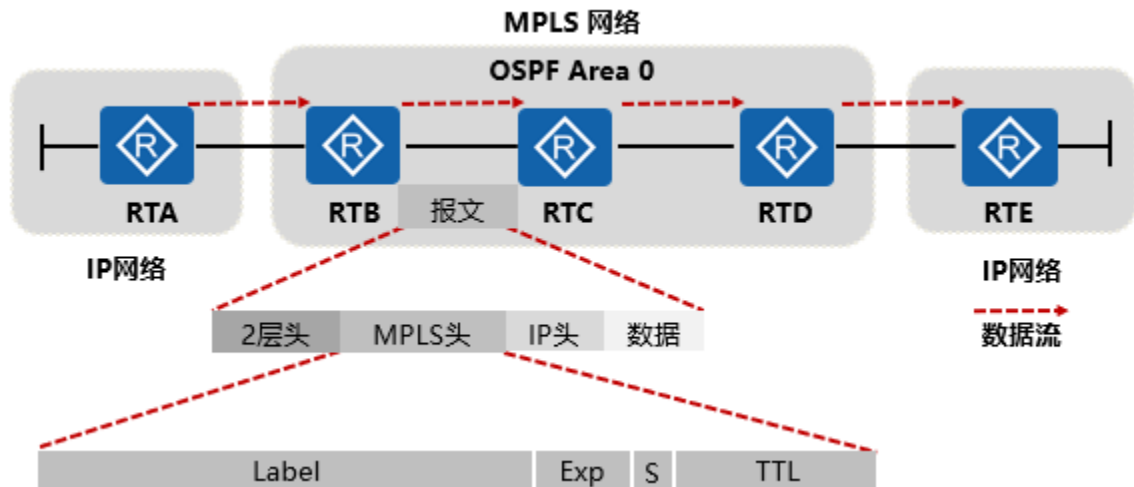 MPLS 网络
OSPF Area 0
RTA
RTB
报文
RTC
RTD
RTE
IP网络
IP网络
2层头
MPLS头
IP头
数据
数据流
Label
Exp
S
TTL